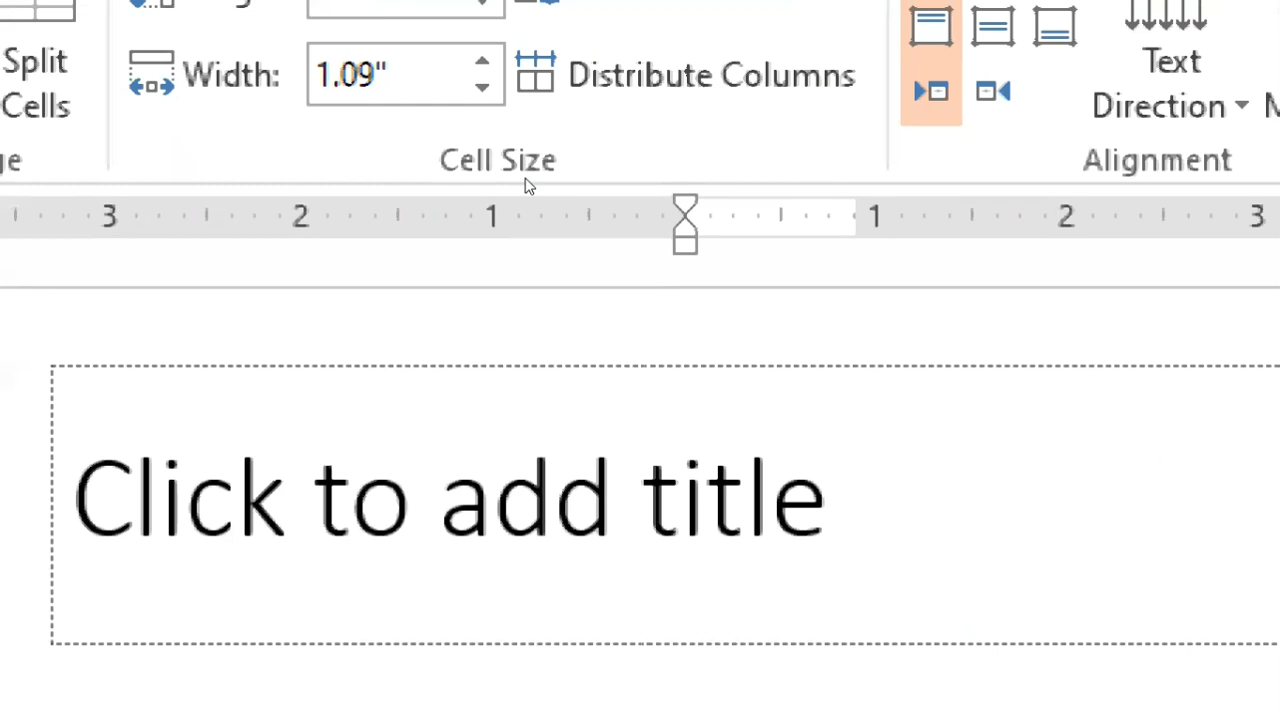 Split
Cells
Width: 1.09" Distribute Columns
Text
Direction
Cell Size
Alignment
3 2 1 1 2 3
Click to add title